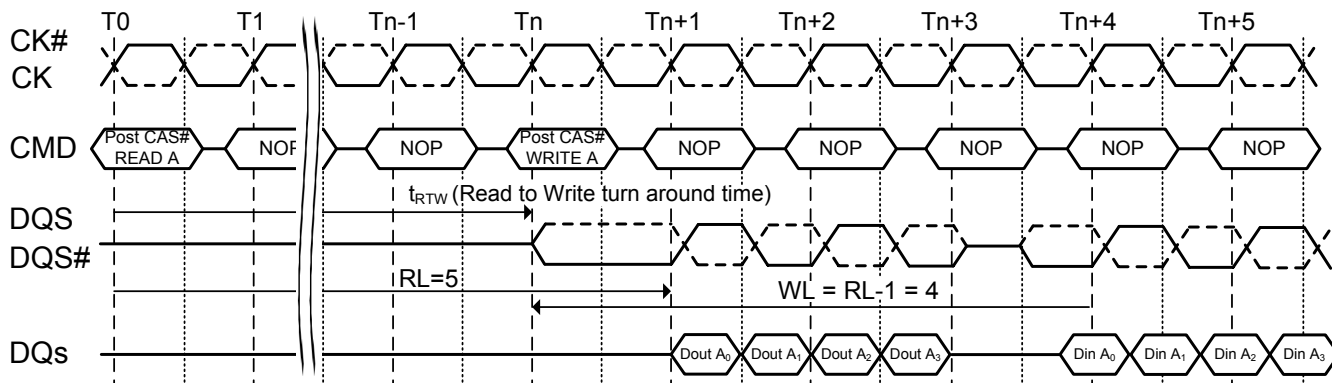 T0 T1 Tn-1 Tn Tn+1 Tn+2 Tn+3 Tn+4 Tn+5
CK#
CK
CMD Post CAS# READ A NOP NOP Post CAS# WRITE A NOP NOP NOP NOP NOP
tRTW (Read to Write turn around time)
DQS
DQS#
RL=5 WL = RL-1 = 4
DQs Dout A0 Dout A1 Dout A2 Dout A3 Din A0 Din A1 Din A2 Din A3